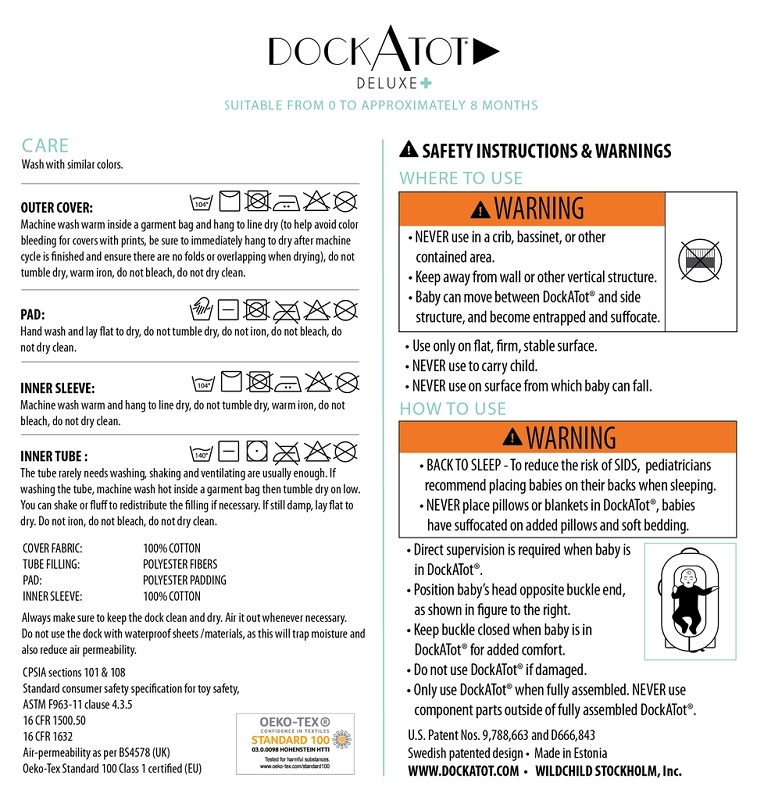 DOCKATOT®
DELUXE+
SUITABLE FROM 0 TO APPROXIMATELY 8 MONTHS
CARE
Wash with similar colors.
OUTER COVER:
104°
Machine wash warm inside a garment bag and hang to line dry (to help avoid color
bleeding for covers with prints, be sure to immediately hang to dry after machine
cycle is finished and ensure there are no folds or overlapping when drying), do not
tumble dry, warm iron, do not bleach, do not dry clean.
PAD:
Hand wash and lay flat to dry, do not tumble dry, do not iron, do not bleach, do
not dry clean.
INNER SLEEVE:
104°
Machine wash warm and hang to line dry, do not tumble dry, warm iron, do not
bleach, do not dry clean.
INNER TUBE :
140°
The tube rarely needs washing, shaking and ventilating are usually enough. If
washing the tube, machine wash hot inside a garment bag then tumble dry on low.
You can shake or fluff to redistribute the filling if necessary. If still damp, lay flat to
dry. Do not iron, do not bleach, do not dry clean.
COVER FABRIC: 100% COTTON
TUBE FILLING: POLYESTER FIBERS
PAD: POLYESTER PADDING
INNER SLEEVE: 100% COTTON
Always make sure to keep the dock clean and dry. Air it out whenever necessary.
Do not use the dock with waterproof sheets /materials, as this will trap moisture and
also reduce air permeability.
CPSIA sections 101 & 108
Standard consumer safety specification for toy safety,
ASTM F963-11 clause 4.3.5
16 CFR 1500.50
16 CFR 1632
Air-permeability as per BS4578 (UK)
Oeko-Tex Standard 100 Class 1 certified (EU)
OEKO-TEX®
CONFIDENCE IN TEXTILES
STANDARD 100
03.0.0098 HOHENSTEIN HTTI
Tested for harmful substances.
www.oeko-tex.com/standard100
SAFETY INSTRUCTIONS & WARNINGS
WHERE TO USE
WARNING
• NEVER use in a crib, bassinet, or other
contained area.
• Keep away from wall or other vertical structure.
• Baby can move between DockATot® and side
structure, and become entrapped and suffocate.
• Use only on flat, firm, stable surface.
• NEVER use to carry child.
• NEVER use on surface from which baby can fall.
HOW TO USE
WARNING
• BACK TO SLEEP - To reduce the risk of SIDS, pediatricians
recommend placing babies on their backs when sleeping.
• NEVER place pillows or blankets in DockATot®, babies
have suffocated on added pillows and soft bedding.
• Direct supervision is required when baby is
in DockATot®.
• Position baby's head opposite buckle end,
as shown in figure to the right.
• Keep buckle closed when baby is in
DockATot® for added comfort.
• Do not use DockATot® if damaged.
• Only use DockATot® when fully assembled. NEVER use
component parts outside of fully assembled DockATot®.
U.S. Patent Nos. 9,788,663 and D666,843
Swedish patented design • Made in Estonia
WWW.DOCKATOT.COM • WILDCHILD STOCKHOLM, Inc.